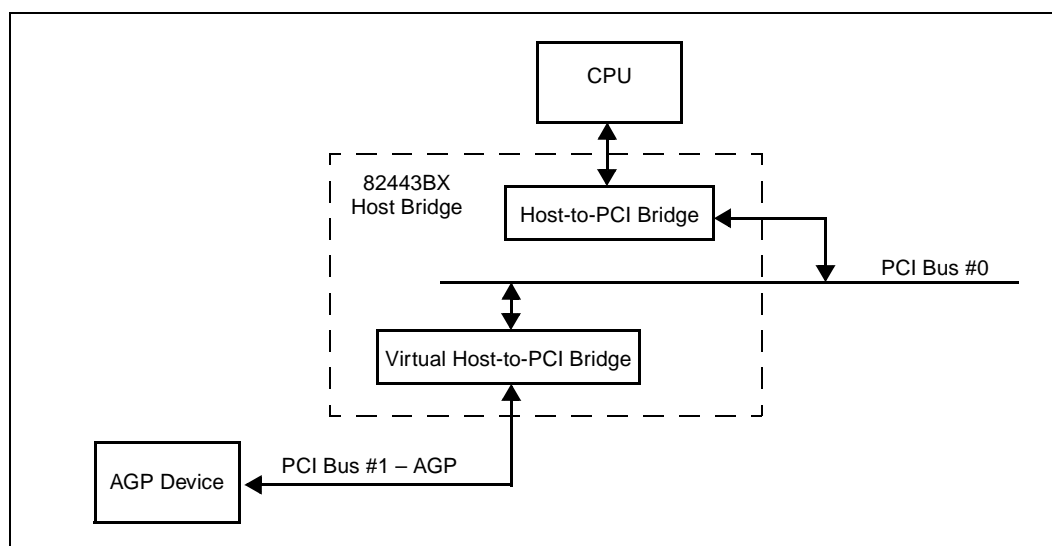 CPU
82443BX
Host Bridge
Host-to-PCI Bridge
PCI Bus #0
Virtual Host-to-PCI Bridge
AGP Device
PCI Bus #1 – AGP